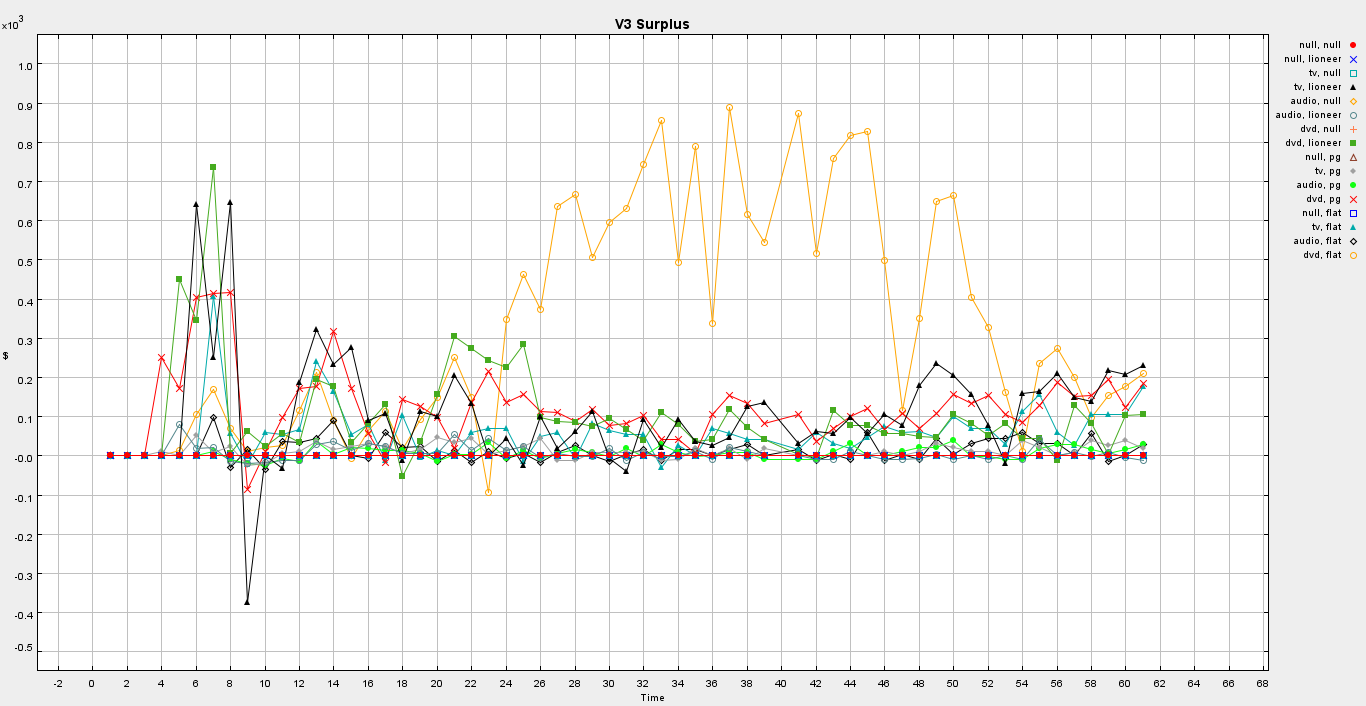 V3 Surplus
×10^3
1.0
0.9
0.8
0.7
0.6
0.5
0.4
0.3
0.2
0.1
-0.0
-0.1
-0.2
-0.3
-0.4
-0.5
$
-2 0 2 4 6 8 10 12 14 16 18 20 22 24 26 28 30 32 34 36 38 40 42 44 46 48 50 52 54 56 58 60 62 64 66 68
Time
null, null
null, lioneer
tv, null
tv, lioneer
audio, null
audio, lioneer
dvd, null
dvd, lioneer
null, pg
tv, pg
audio, pg
dvd, pg
null, flat
tv, flat
audio, flat
dvd, flat